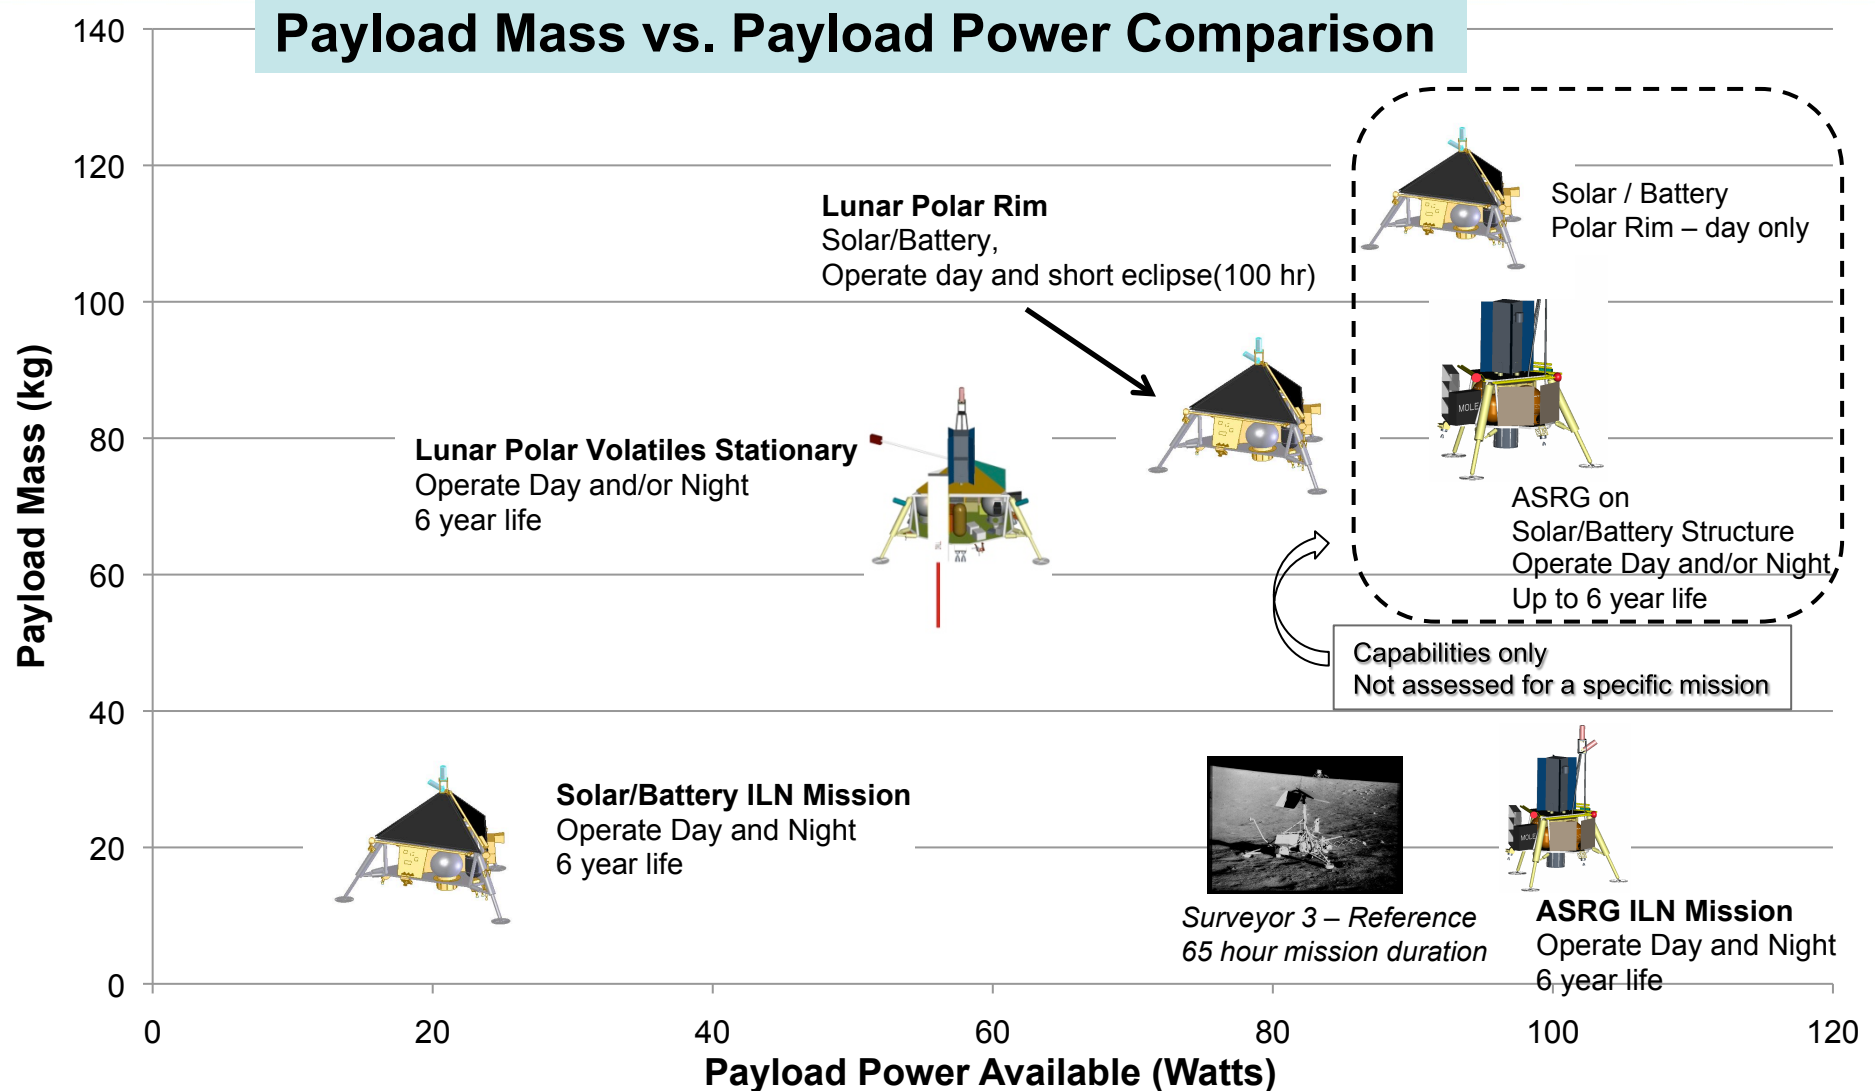 Payload Mass vs. Payload Power Comparison
140
120
100
80
60
40
20
0
Payload Mass (kg)
Lunar Polar Rim
Solar/Battery,
Operate day and short eclipse(100 hr)
Solar / Battery
Polar Rim – day only
Lunar Polar Volatiles Stationary
Operate Day and/or Night
6 year life
MOLE
ASRG on
Solar/Battery Structure
Operate Day and/or Night
Up to 6 year life
Capabilities only
Not assessed for a specific mission
Solar/Battery ILN Mission
Operate Day and Night
6 year life
Surveyor 3 – Reference
65 hour mission duration
MOLE
ASRG ILN Mission
Operate Day and Night
6 year life
0
20
40
60
80
100
120
Payload Power Available (Watts)